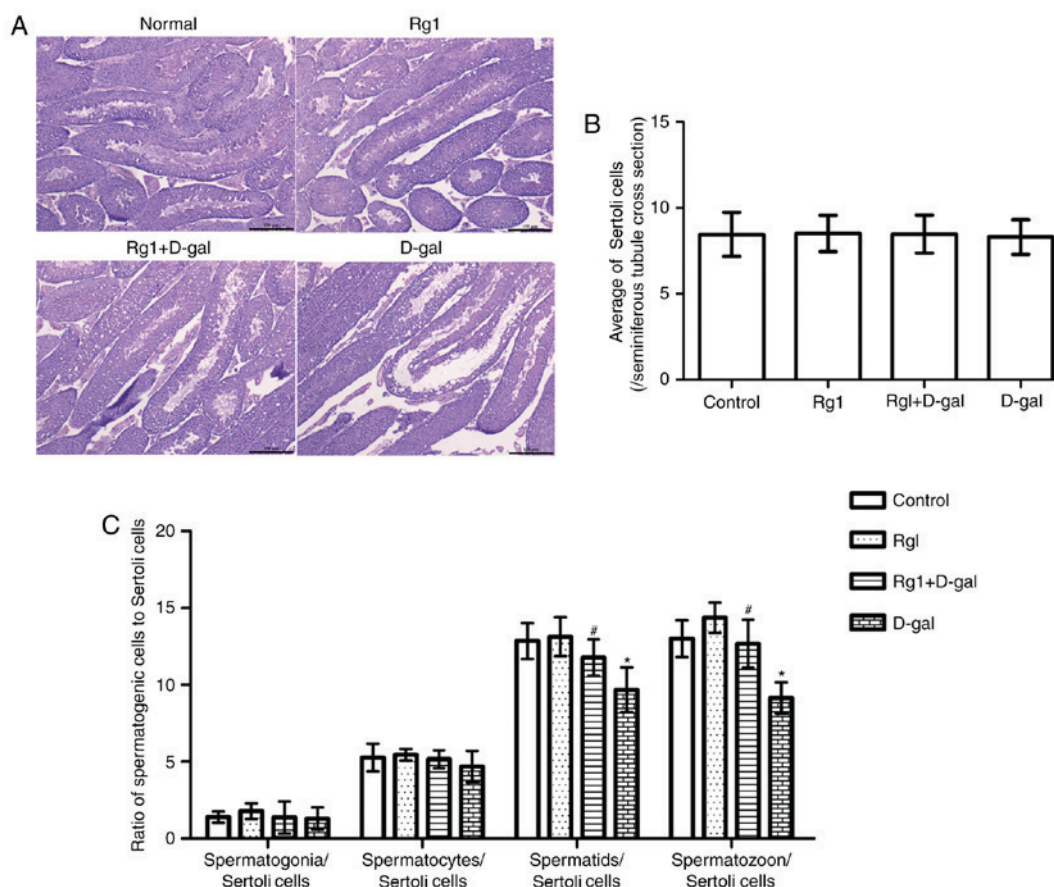 A
Normal
Rg1
Rg1+D-gal
D-gal
B
Average of Sertoli cells
(/seminiferous tubule cross section)
15
10
5
0
Control
Rg1
Rgl+D-gal
D-gal
C
Ratio of spermatogenic cells to Sertoli cells
20
15
10
5
0
#
*
#
*
Spermatogonia/
Sertoli cells
Spermatocytes/
Sertoli cells
Spermatids/
Sertoli cells
Spermatozoon/
Sertoli cells
Control
Rgl
Rg1+D-gal
D-gal